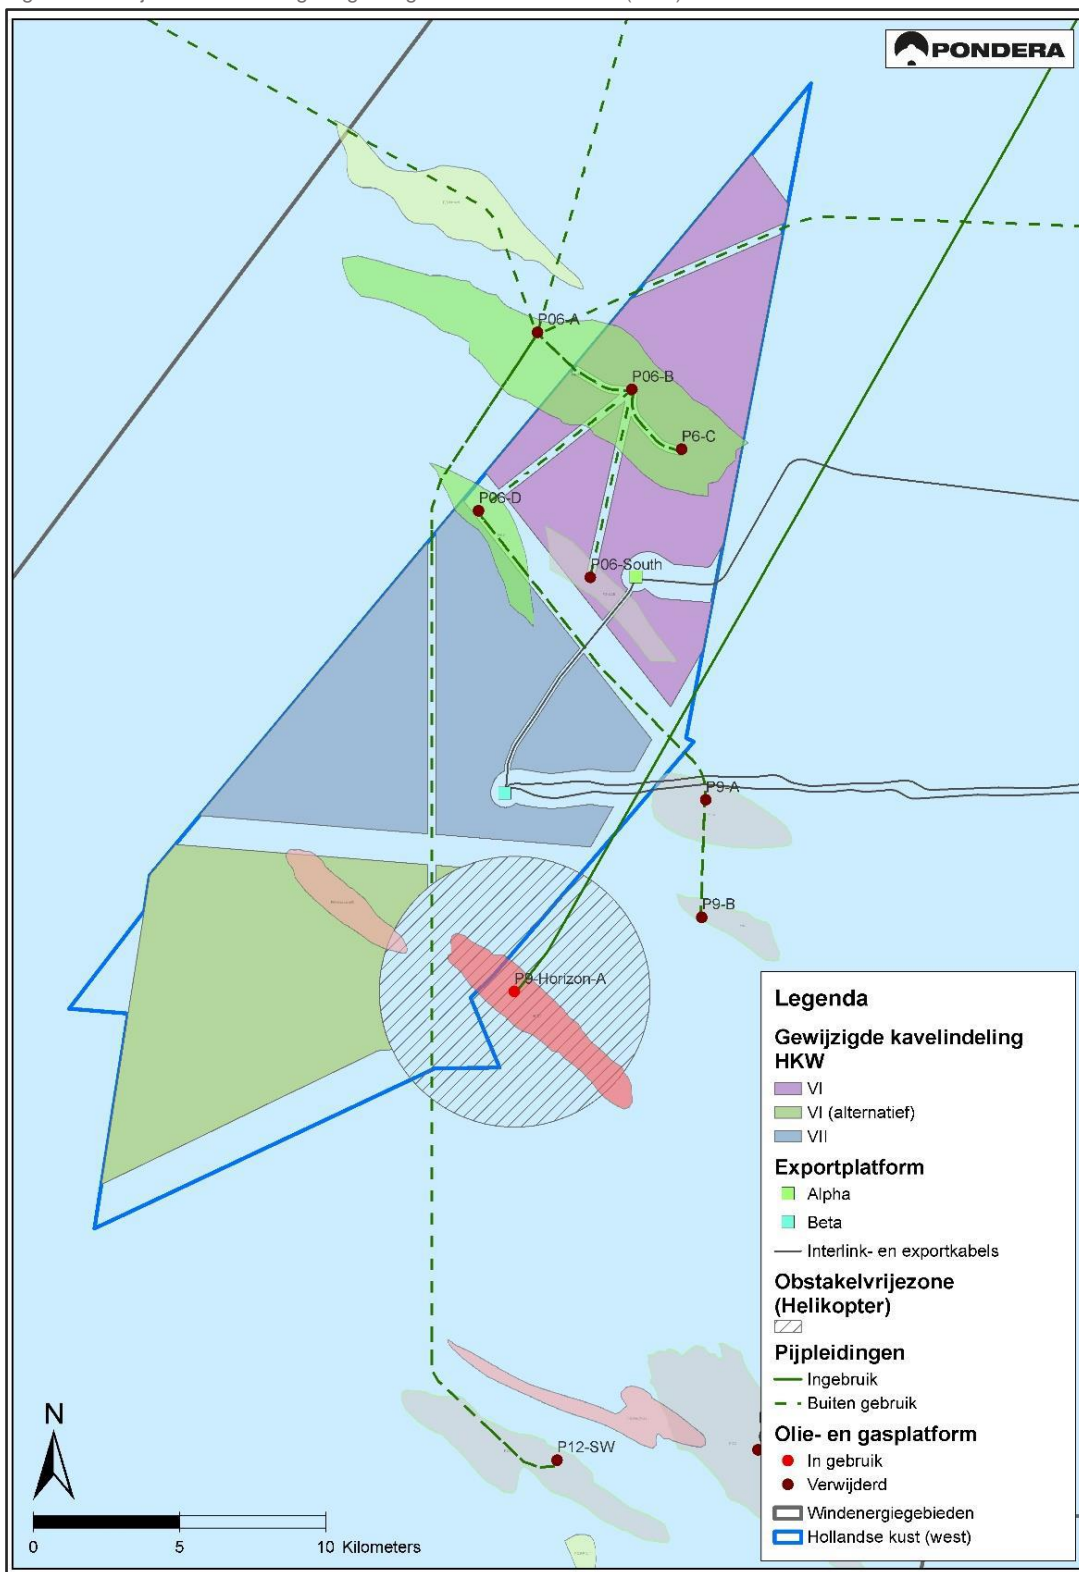 PONDERA
P06-A
P06-B
P6-C
P06-D
P06-South
P9-A
P9-B
P9-Horizon-A
P12-SW
Legenda
Gewijzigde kavelindeling
HKW
VI
VI (alternatief)
VII
Exportplatform
Alpha
Beta
Interlink- en exportkabels
Obstakelvrijezone
(Helikopter)
Pijpleidingen
Ingebruik
Buiten gebruik
Olie- en gasplatform
In gebruik
Verwijderd
Windenergiegebieden
Hollandse kust (west)
N
0 5 10 Kilometers